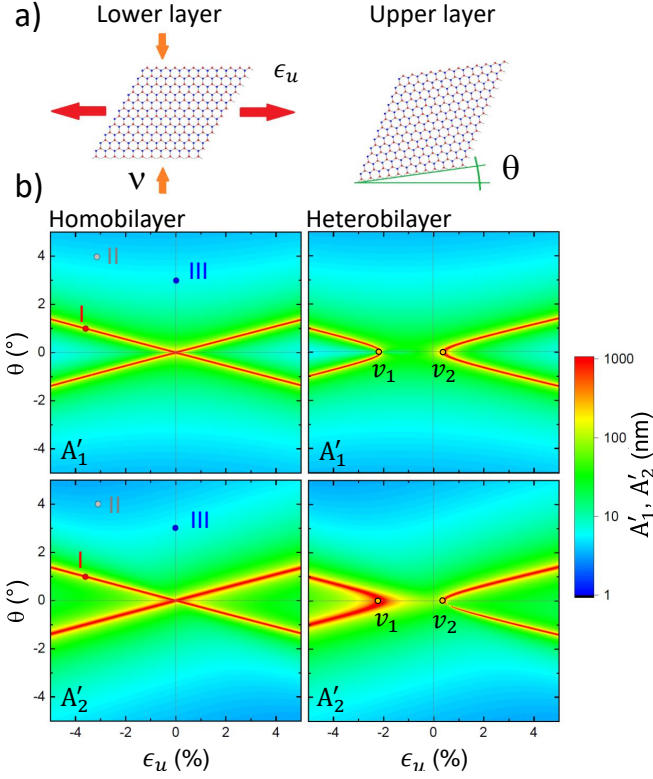 a)
Lower layer
Upper layer
ϵᵤ
ν
θ
b)
Homobilayer
Heterobilayer
4
2
0
-2
-4
θ (°)
II
III
I
A′₁
v₁
v₂
A′₁
4
2
0
-2
-4
θ (°)
II
III
I
A′₂
v₁
v₂
A′₂
-4 -2 0 2 4
-4 -2 0 2 4
ϵᵤ (%)
ϵᵤ (%)
1000
100
10
1
A′₁, A′₂ (nm)